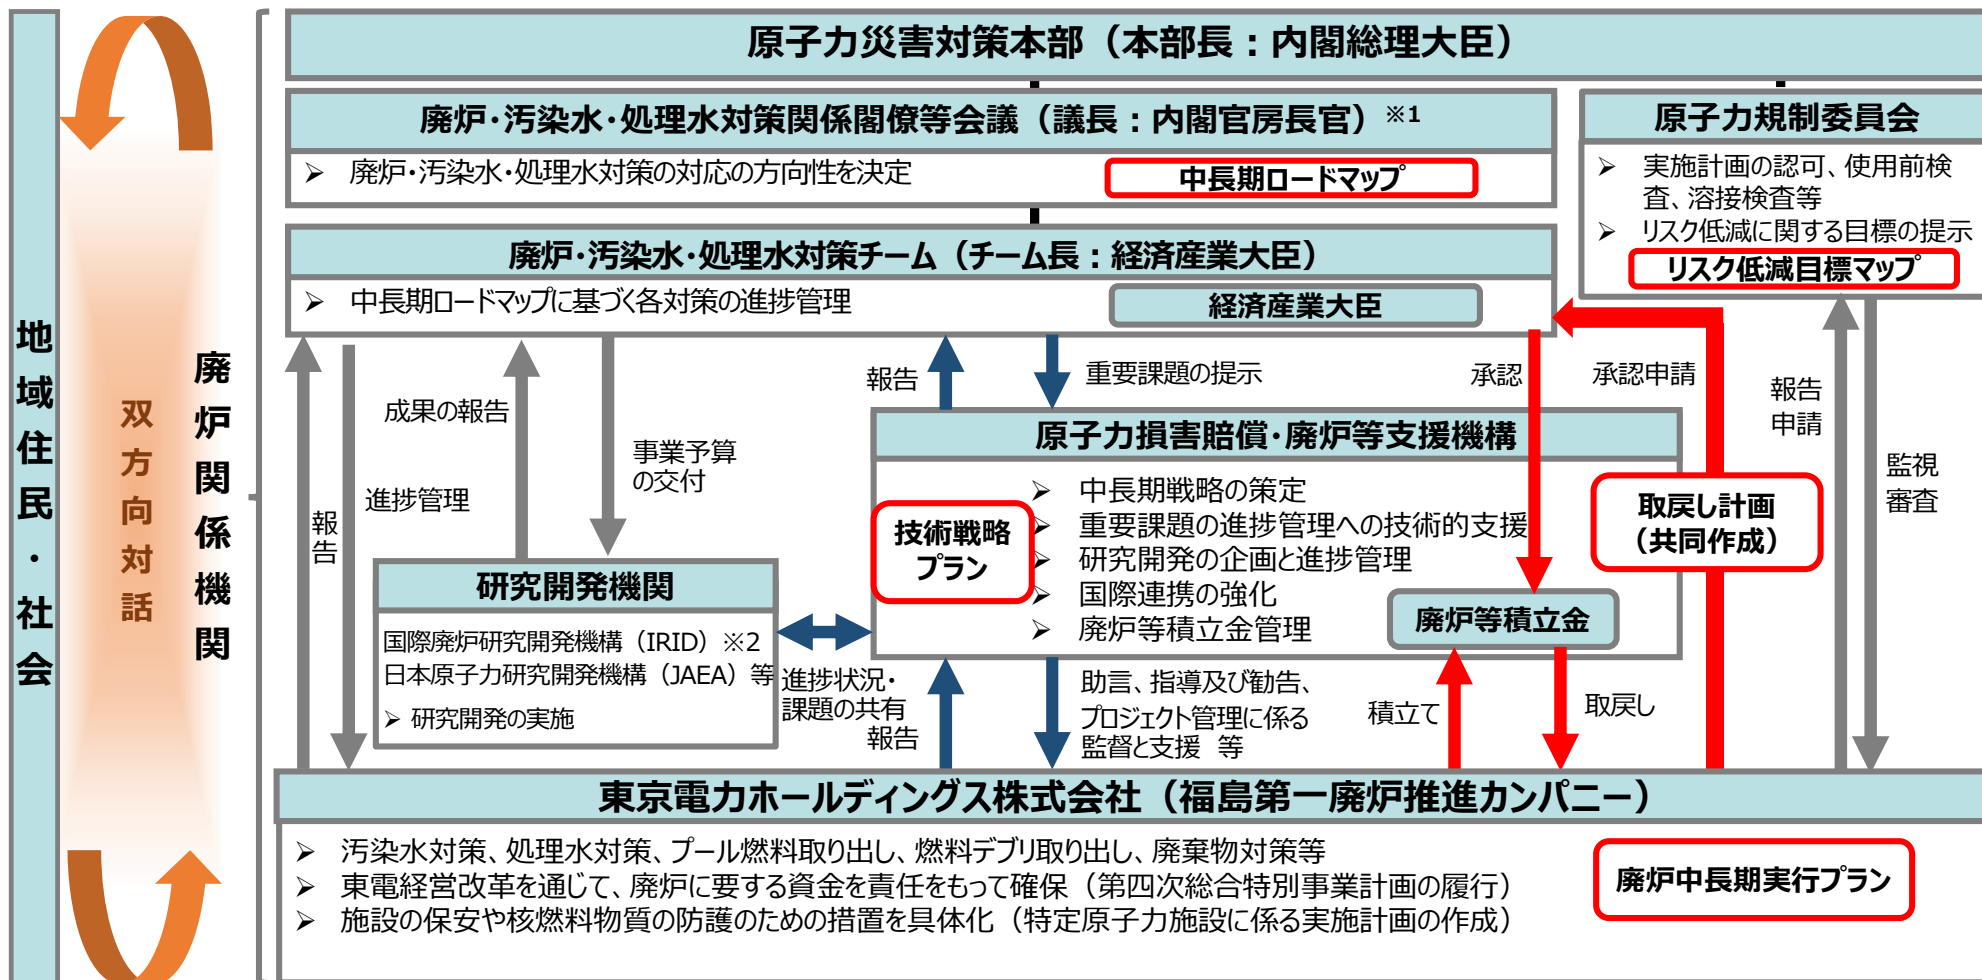 原子力災害対策本部（本部長：内閣総理大臣）
廃炉・汚染水・処理水対策関係閣僚等会議（議長：内閣官房長官）※1
➢ 廃炉・汚染水・処理水対策の対応の方向性を決定
中長期ロードマップ
原子力規制委員会
➢ 実施計画の認可、使用前検
査、溶接検査等
➢ リスク低減に関する目標の提示
リスク低減目標マップ
廃炉・汚染水・処理水対策チーム（チーム長：経済産業大臣）
➢ 中長期ロードマップに基づく各対策の進捗管理
経済産業大臣
地域住民・社会
双方向対話
廃炉関係機関
報告
進捗管理
成果の報告
事業予算
の交付
報告
重要課題の提示
承認
承認申請
報告
申請
監視
審査
原子力損害賠償・廃炉等支援機構
技術戦略
プラン
➢ 中長期戦略の策定
➢ 重要課題の進捗管理への技術的支援
➢ 研究開発の企画と進捗管理
➢ 国際連携の強化
➢ 廃炉等積立金管理
廃炉等積立金
取戻し計画
（共同作成）
研究開発機関
国際廃炉研究開発機構（IRID）※2
日本原子力研究開発機構（JAEA）等
➢ 研究開発の実施
進捗状況・
課題の共有
報告
助言、指導及び勧告、
プロジェクト管理に係る
監督と支援 等
積立て
取戻し
東京電力ホールディングス株式会社（福島第一廃炉推進カンパニー）
➢ 汚染水対策、処理水対策、プール燃料取り出し、燃料デブリ取り出し、廃棄物対策等
➢ 東電経営改革を通じて、廃炉に要する資金を責任をもって確保（第四次総合特別事業計画の履行）
➢ 施設の保安や核燃料物質の防護のための措置を具体化（特定原子力施設に係る実施計画の作成）
廃炉中長期実行プラン